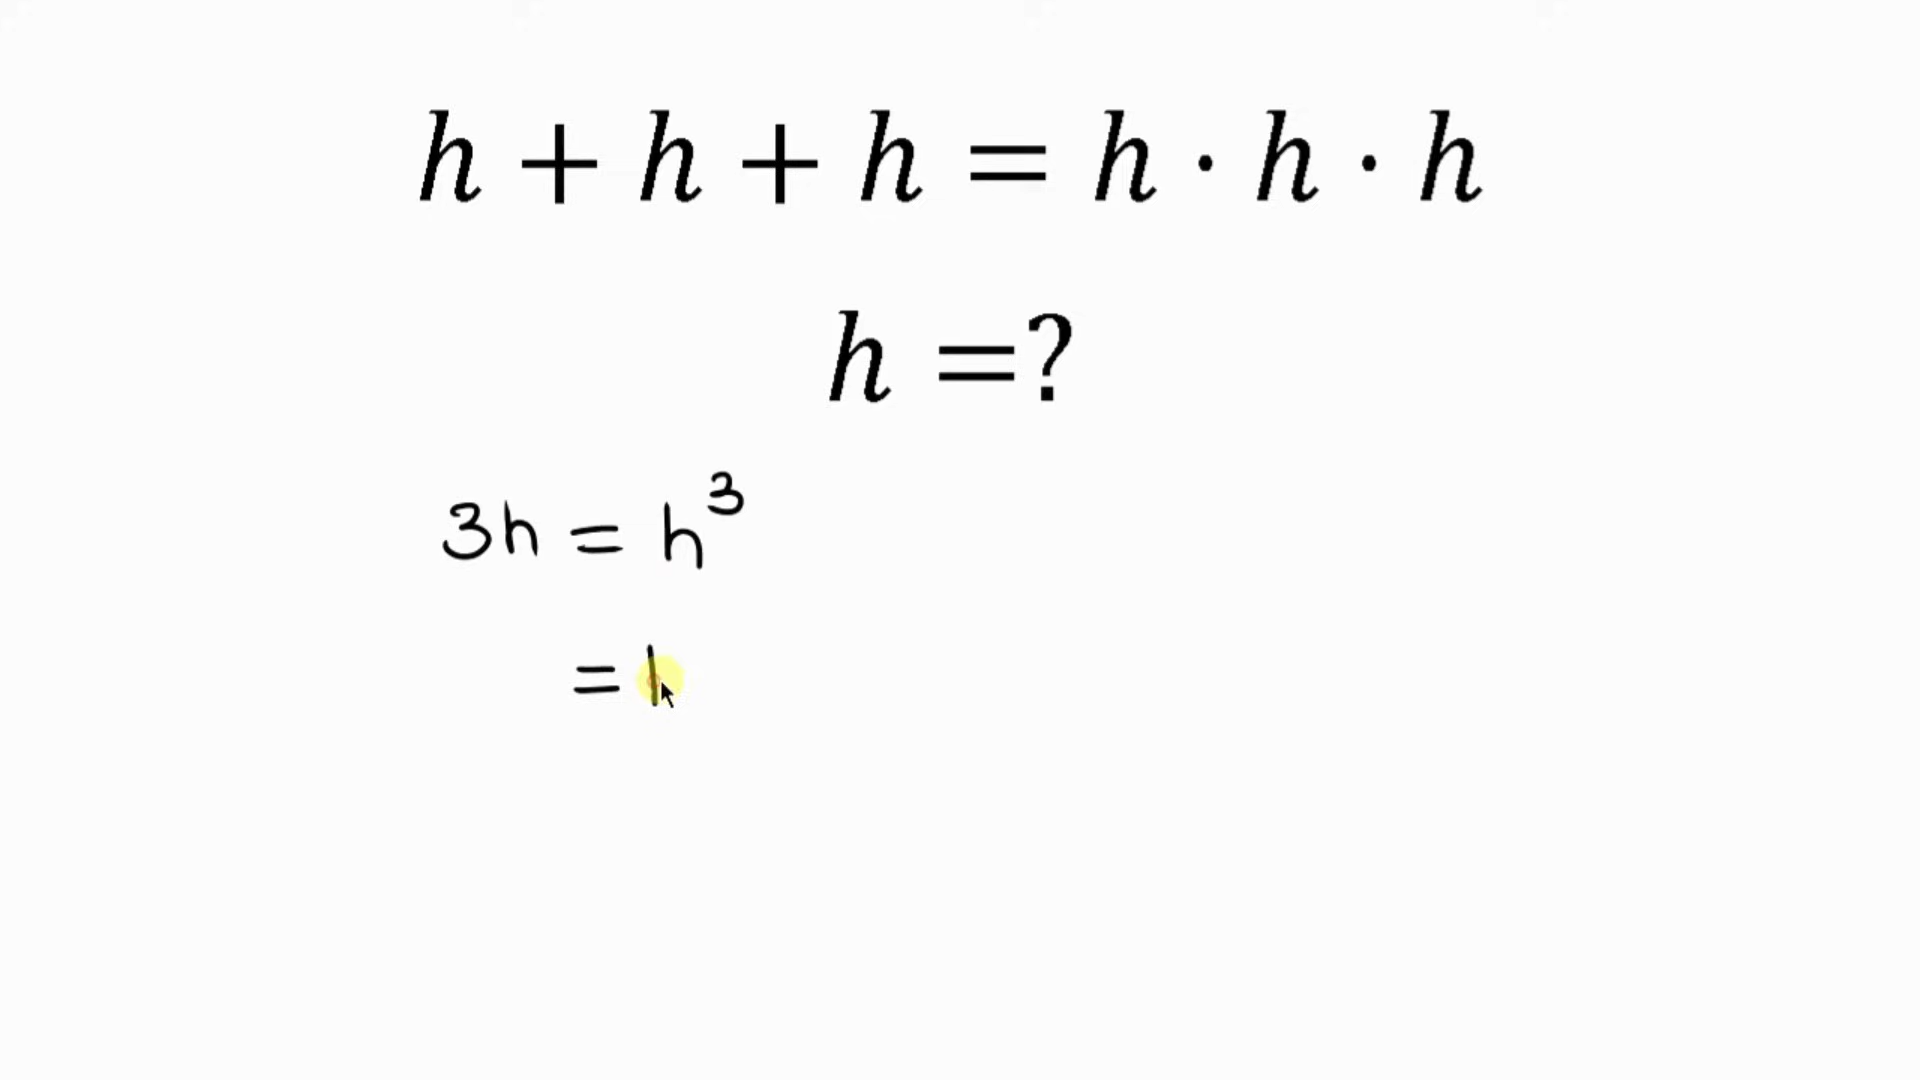 h + h + h = h · h · h
h =?
3h = h³
=